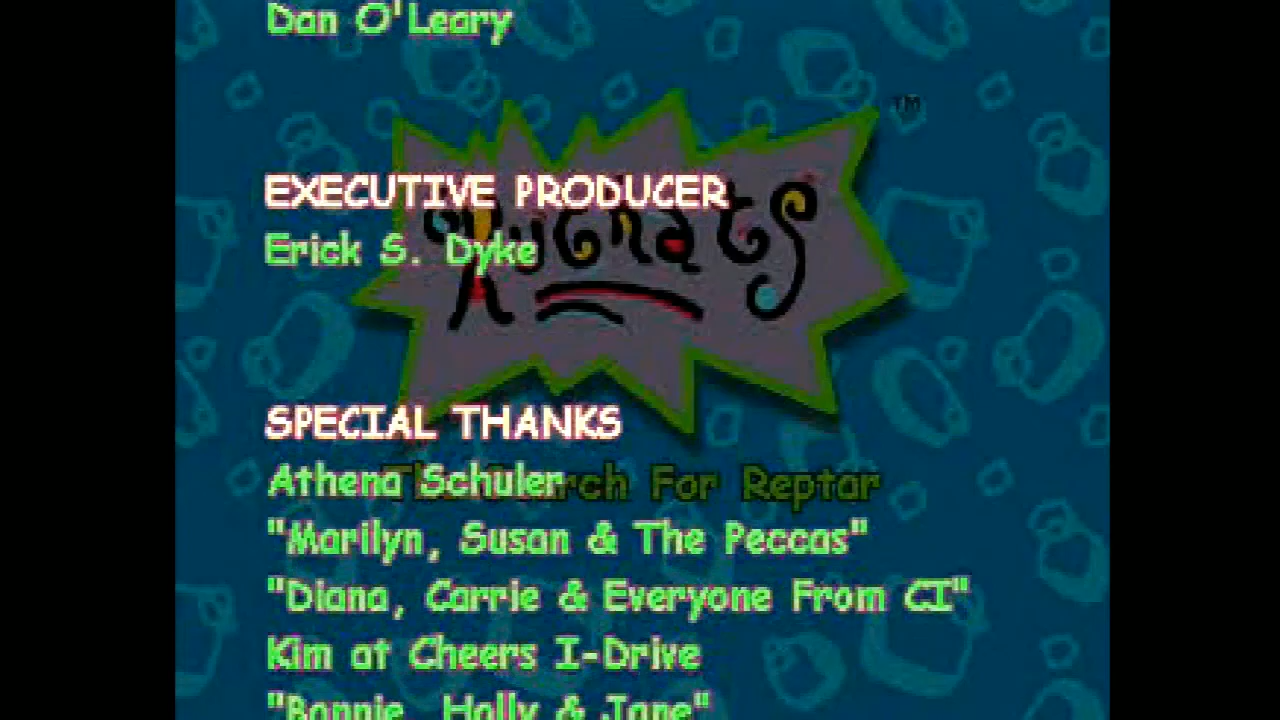 Dan O'Leary
TM
EXECUTIVE PRODUCER
Rugrats
Erick S. Dyke
SPECIAL THANKS
Athena Schuler
For Reptar
"Marilyn, Susan & The Peccas"
"Diana, Carrie & Everyone From CI"
Kim at Cheers I-Drive
"Bonnie, Holly & Jane"